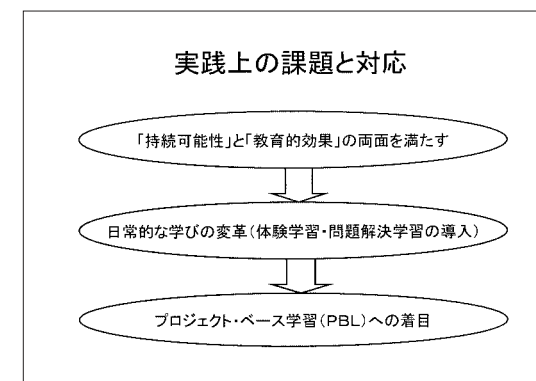 実践上の課題と対応
「持続可能性」と「教育的効果」の両面を満たす
日常的な学びの変革(体験学習・問題解決学習の導入)
プロジェクト・ベース学習(PBL)への着目